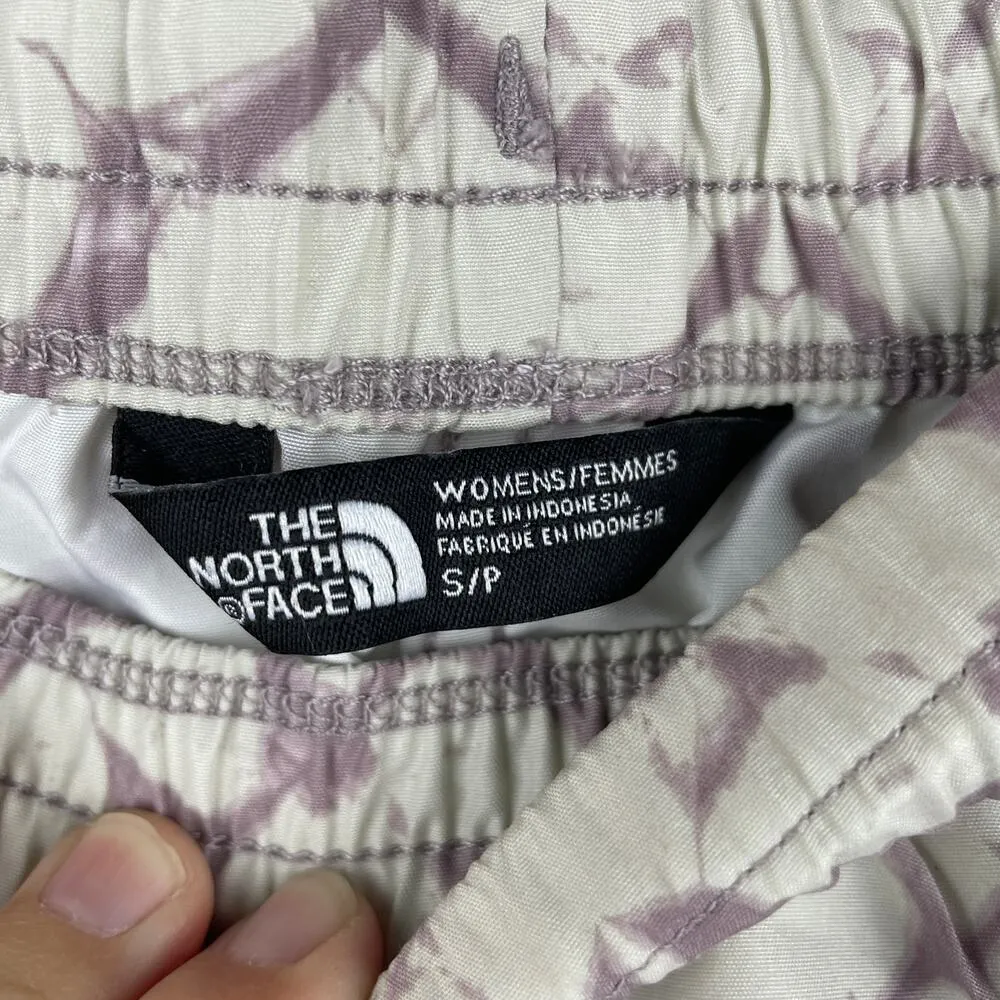 THE
NORTH
FACE
®
WOMENS/FEMMES
MADE IN INDONESIA
FABRIQUÉ EN INDONÉSIE
S/P